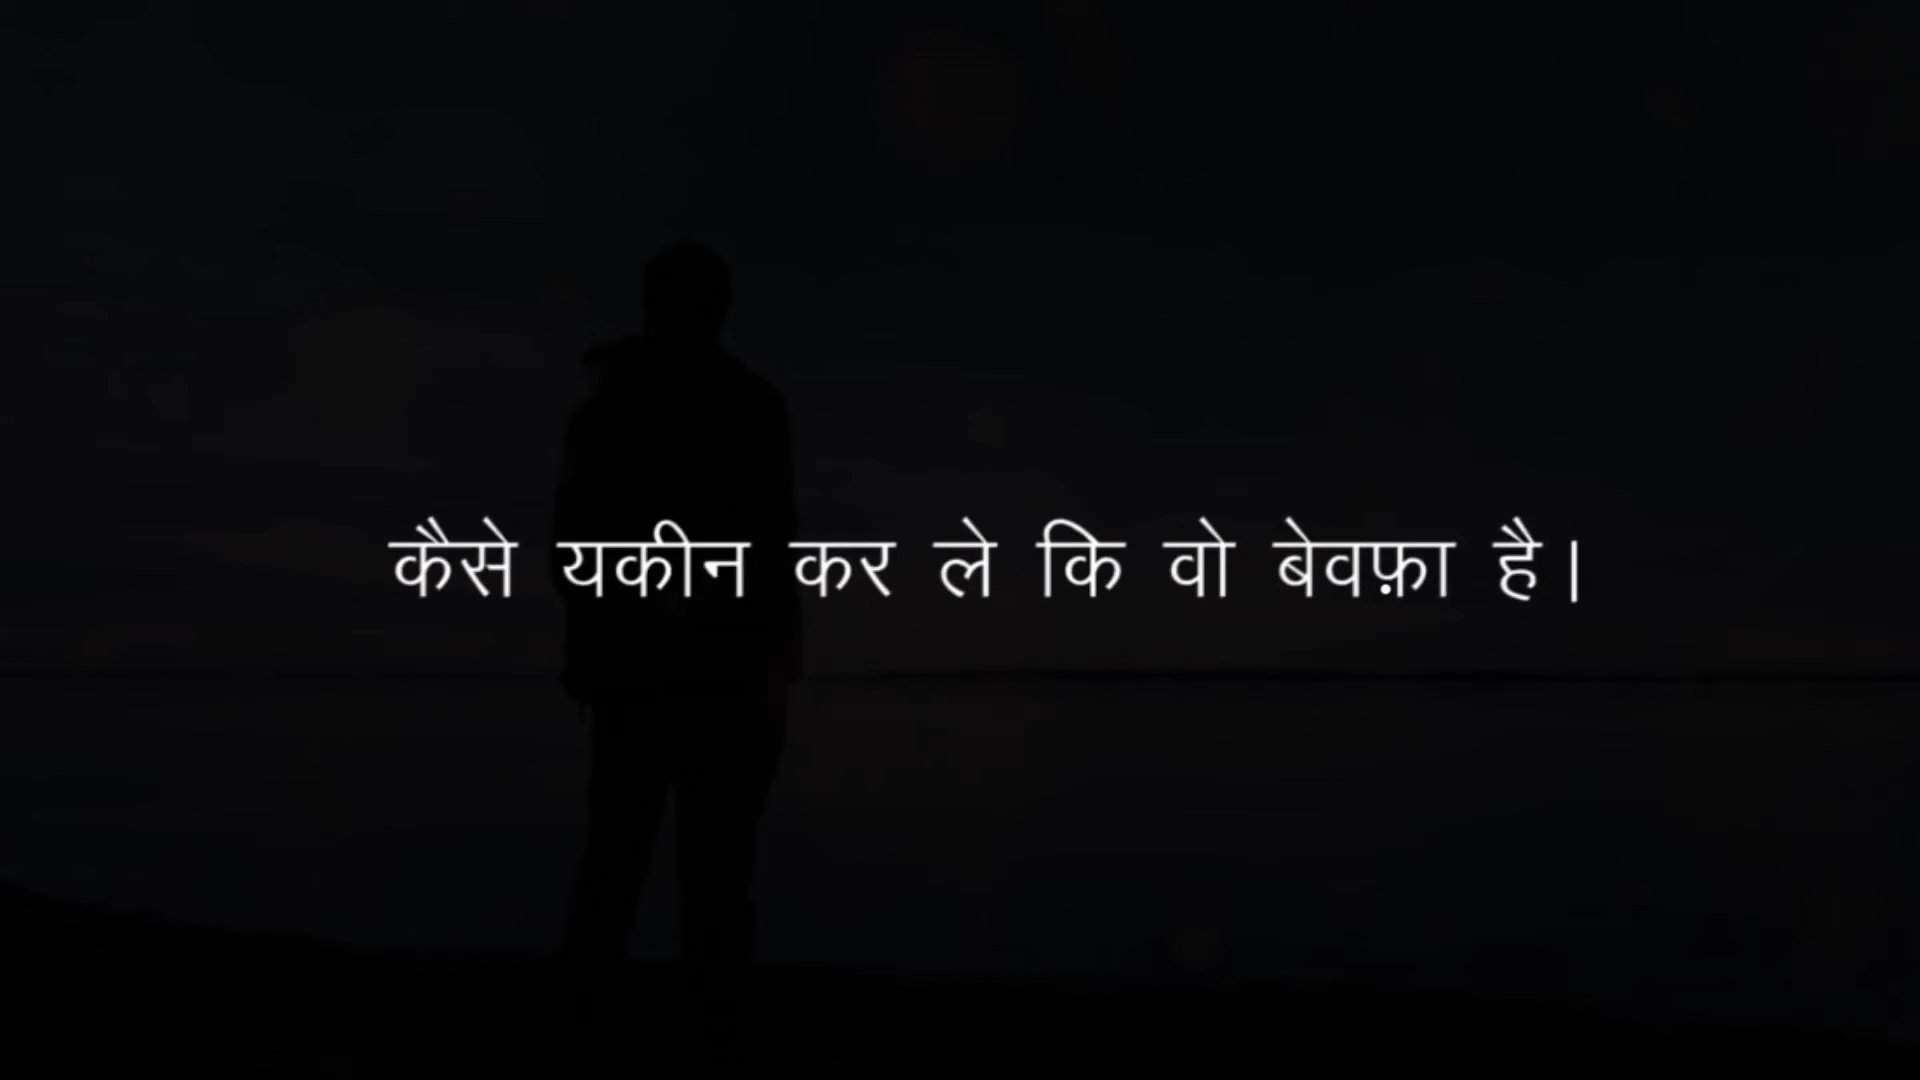 कैसे यकीन कर ले कि वो बेवफ़ा है।